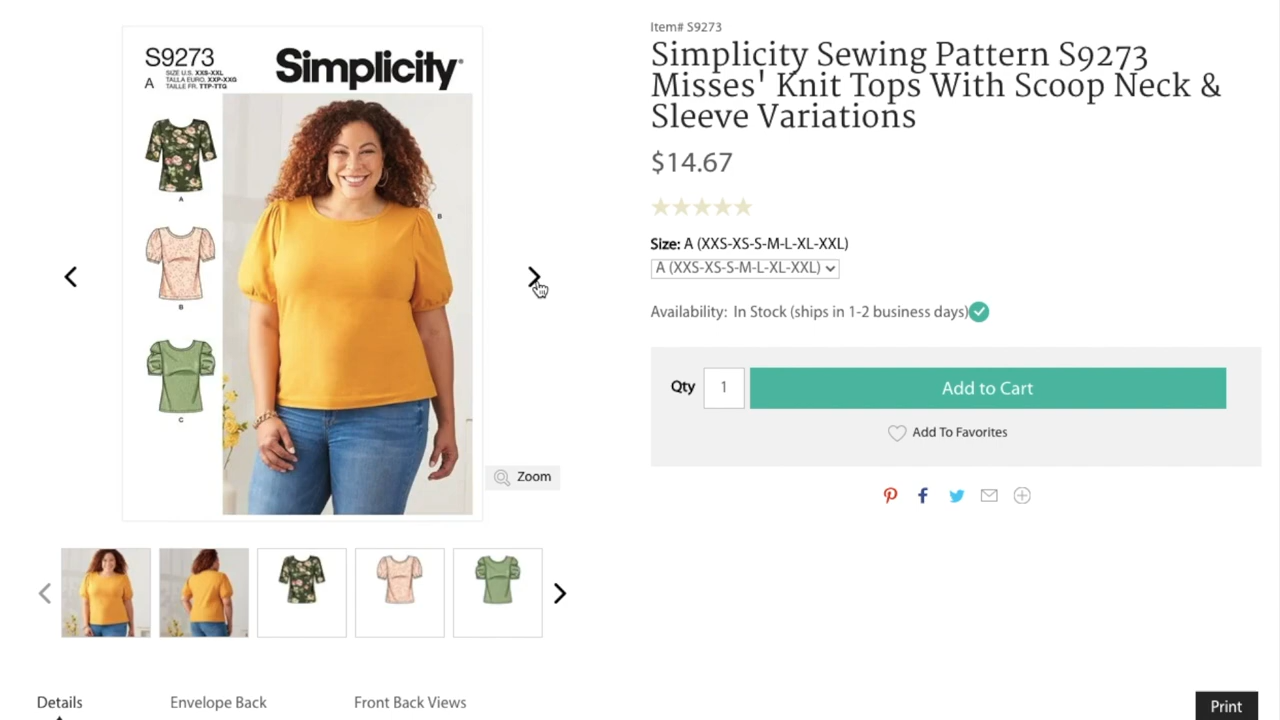 S9273
A
SIZE U.S. XXS-XXL
TALLA EURO. XXP-XXG
TAILLE FR. TTP-TTG
Simplicity®
A
B
C
B
Zoom
Item# S9273
Simplicity Sewing Pattern S9273
Misses' Knit Tops With Scoop Neck &
Sleeve Variations
$14.67
Size: A (XXS-XS-S-M-L-XL-XXL)
A (XXS-XS-S-M-L-XL-XXL)
Availability: In Stock (ships in 1-2 business days)
Qty 1 Add to Cart
Add To Favorites
Details Envelope Back Front Back Views
Print